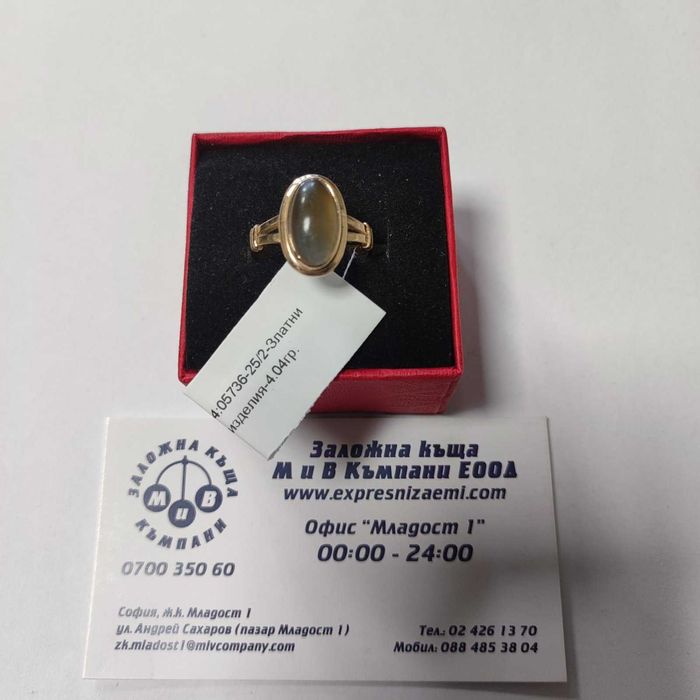 4:05736-25/2-Златни
изделия-4.04гр.
ЗАЛОЖНА КЪЩА
М и В
КЪМПАНИ
0700 350 60
Заложна къща
М и В Къмпани ЕООД
www.expresnizaemi.com
Офис "Младост 1"
00:00 - 24:00
София, ж.к. Младост 1
ул. Андрей Сахаров (пазар Младост 1)
zk.mladost1@mivcompany.com
Тел.: 02 426 13 70
Мобил: 088 485 38 04